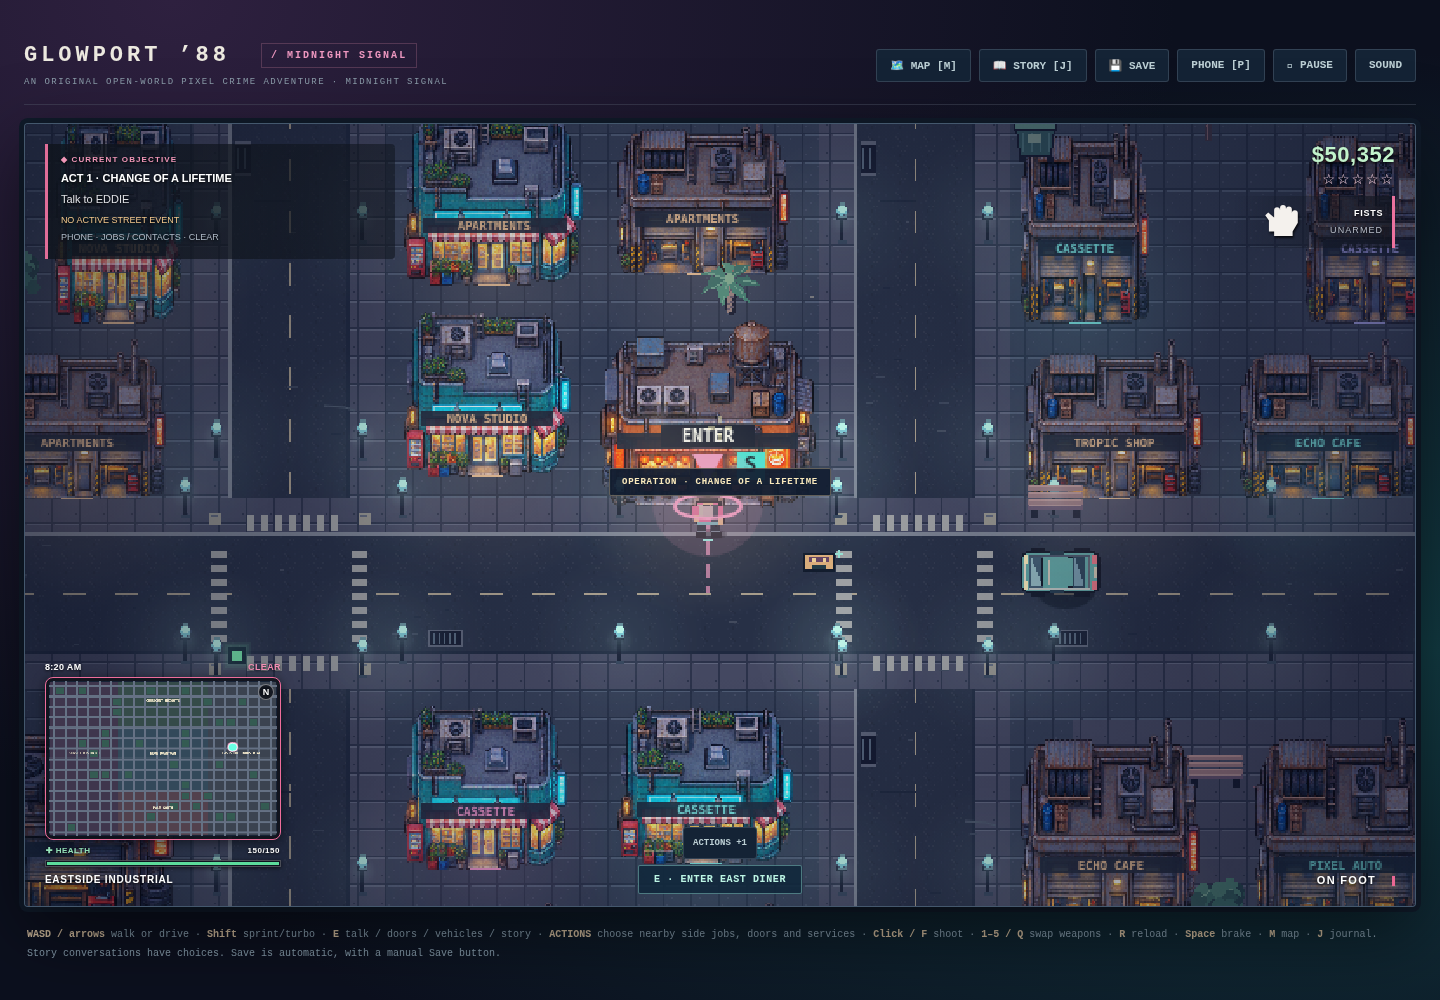 GLOWPORT ’88
/ MIDNIGHT SIGNAL
AN ORIGINAL OPEN-WORLD PIXEL CRIME ADVENTURE · MIDNIGHT SIGNAL
MAP [M]
STORY [J]
SAVE
PHONE [P]
PAUSE
SOUND
◆ CURRENT OBJECTIVE
ACT 1 · CHANGE OF A LIFETIME
Talk to EDDIE
NO ACTIVE STREET EVENT
PHONE · JOBS / CONTACTS · CLEAR
$50,352
☆☆☆☆☆
FISTS
UNARMED
NOVA STUDIO
APARTMENTS
APARTMENTS
CASSETTE
CASSETTE
APARTMENTS
NOVA STUDIO
ENTER
S
TROPIC SHOP
ECHO CAFE
OPERATION · CHANGE OF A LIFETIME
8:20 AM
CLEAR
N
HEALTH
150/150
EASTSIDE INDUSTRIAL
CASSETTE
CASSETTE
ACTIONS +1
E · ENTER EAST DINER
ECHO CAFE
PIXEL AUTO
ON FOOT
WASD / arrows walk or drive · Shift sprint/turbo · E talk / doors / vehicles / story · ACTIONS choose nearby side jobs, doors and services · Click / F shoot · 1–5 / Q swap weapons · R reload · Space brake · M map · J journal.
Story conversations have choices. Save is automatic, with a manual Save button.